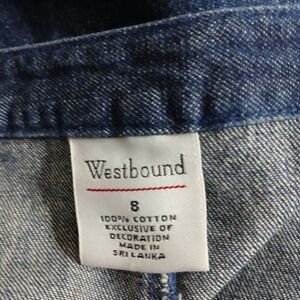 Westbound
8
100% COTTON
EXCLUSIVE OF
DECORATION
MADE IN
SRI LANKA